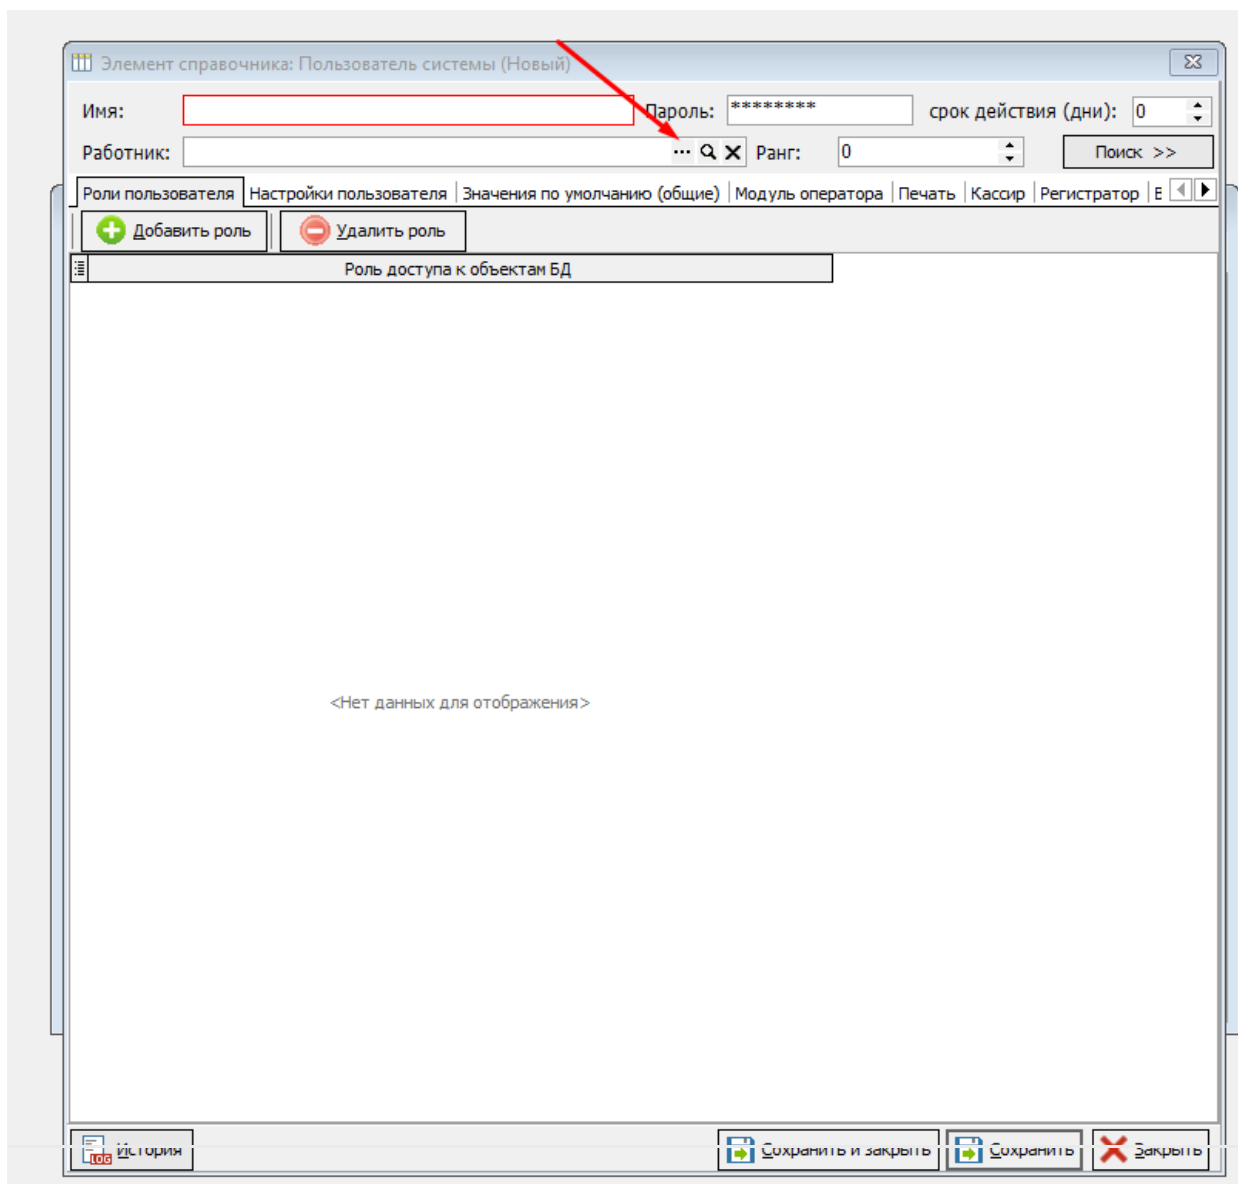 Элемент справочника: Пользователь системы (Новый)
Имя: Пароль: ******** срок действия (дни): 0
Работник: ... Ранг: 0 Поиск >>
Роли пользователя Настройки пользователя Значения по умолчанию (общие) Модуль оператора Печать Кассир Регистратор
Добавить роль Удалить роль
Роль доступа к объектам БД
<Нет данных для отображения>
LOG История Сохранить и закрыть Сохранить Закрыть